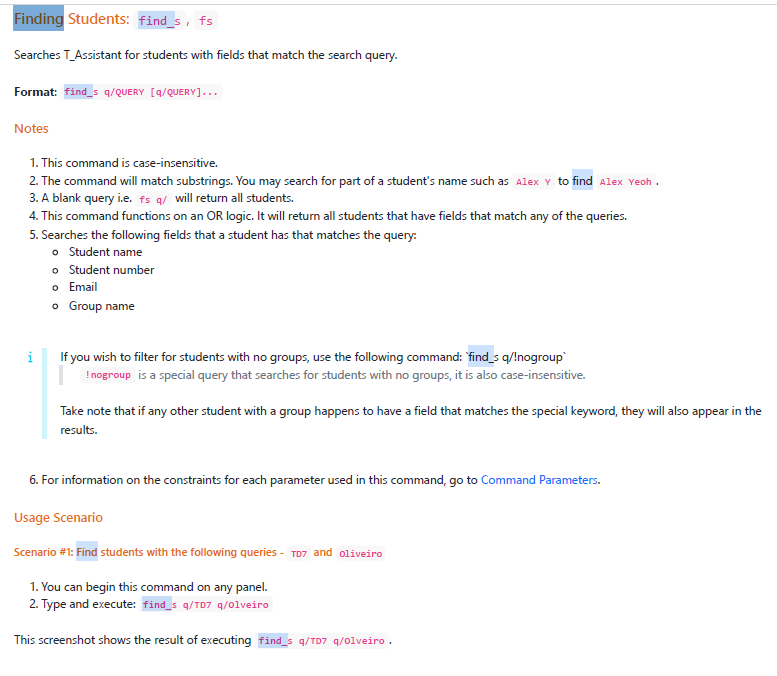 Finding Students: find_s, fs
Searches T_Assistant for students with fields that match the search query.
Format: find_s q/QUERY [q/QUERY]...
Notes
1. This command is case-insensitive.
2. The command will match substrings. You may search for part of a student's name such as Alex Y to find Alex Yeoh.
3. A blank query i.e. fs q/ will return all students.
4. This command functions on an OR logic. It will return all students that have fields that match any of the queries.
5. Searches the following fields that a student has that matches the query:
Student name
Student number
Email
Group name
i If you wish to filter for students with no groups, use the following command: `find_s q/!nogroup`
!nogroup is a special query that searches for students with no groups, it is also case-insensitive.
Take note that if any other student with a group happens to have a field that matches the special keyword, they will also appear in the
results.
6. For information on the constraints for each parameter used in this command, go to Command Parameters.
Usage Scenario
Scenario #1: Find students with the following queries - TD7 and Oliveiro
1. You can begin this command on any panel.
2. Type and execute: find_s q/TD7 q/Olveiro
This screenshot shows the result of executing find_s q/TD7 q/Olveiro.